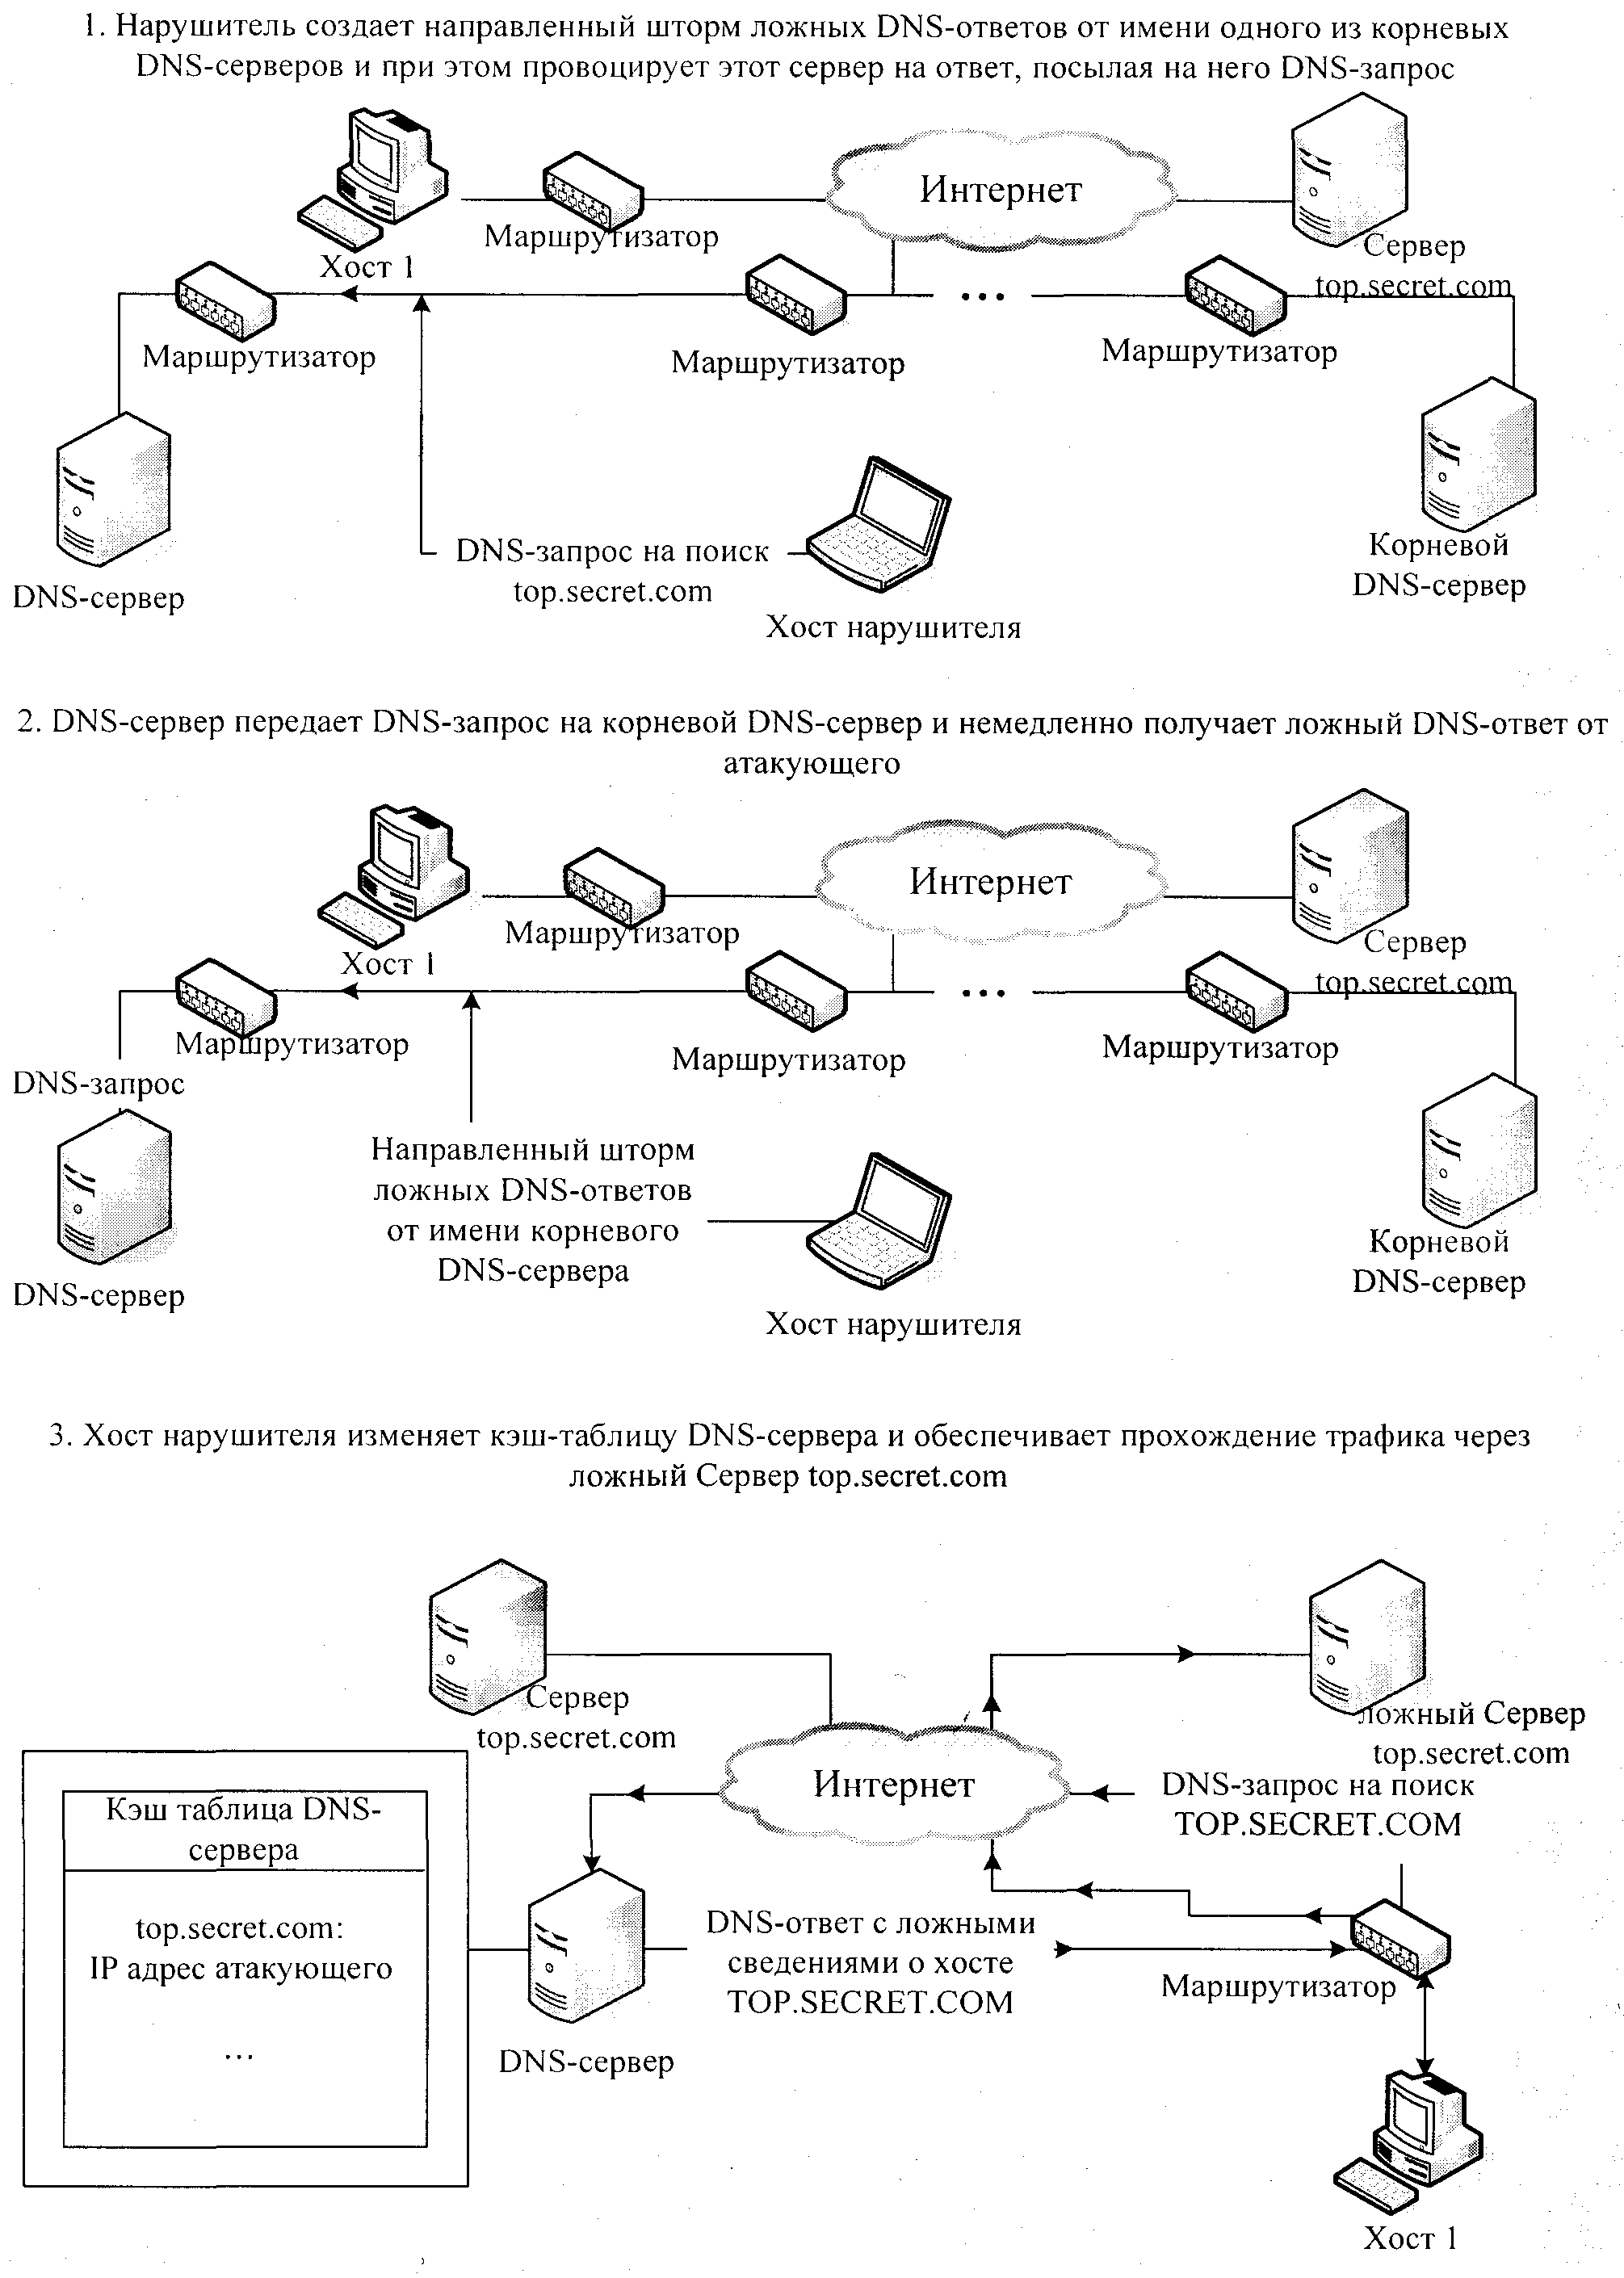 1. Нарушитель создает направленный шторм ложных DNS-ответов от имени одного из корневых
DNS-серверов и при этом провоцирует этот сервер на ответ, посылая на него DNS-запрос
Интернет
Маршрутизатор
Хост 1
Сервер
top.secret.com
Маршрутизатор
Маршрутизатор
Маршрутизатор
...
DNS-запрос на поиск
top.secret.com
Корневой
DNS-сервер
DNS-сервер
Хост нарушителя
2. DNS-сервер передает DNS-запрос на корневой DNS-сервер и немедленно получает ложный DNS-ответ от
атакующего
Интернет
Маршрутизатор
Хост 1
Сервер
top.secret.com
...
Маршрутизатор
Маршрутизатор
Маршрутизатор
DNS-запрос
Направленный шторм
ложных DNS-ответов
от имени корневого
DNS-сервера
Корневой
DNS-сервер
DNS-сервер
Хост нарушителя
3. Хост нарушителя изменяет кэш-таблицу DNS-сервера и обеспечивает прохождение трафика через
ложный Сервер top.secret.com
Сервер
top.secret.com
ложный Сервер
top.secret.com
Интернет
DNS-запрос на поиск
TOP.SECRET.COM
Кэш таблица DNS-
сервера
top.secret.com:
IP адрес атакующего
...
DNS-ответ с ложными
сведениями о хосте
TOP.SECRET.COM
Маршрутизатор
DNS-сервер
Хост 1